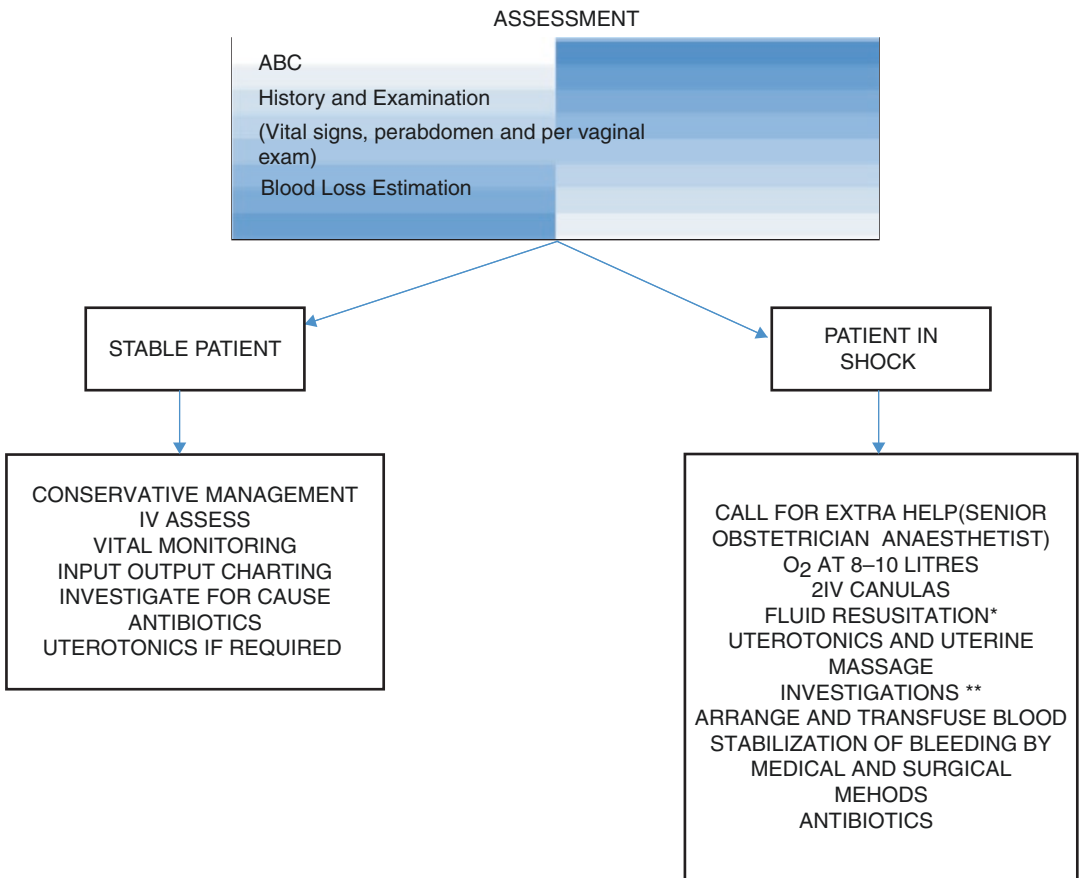 ASSESSMENT
ABC
History and Examination
(Vital signs, perabdomen and per vaginal
exam)
Blood Loss Estimation
STABLE PATIENT
PATIENT IN
SHOCK
CONSERVATIVE MANAGEMENT
IV ASSESS
VITAL MONITORING
INPUT OUTPUT CHARTING
INVESTIGATE FOR CAUSE
ANTIBIOTICS
UTEROTONICS IF REQUIRED
CALL FOR EXTRA HELP(SENIOR
OBSTETRICIAN ANAESTHETIST)
O2 AT 8–10 LITRES
2IV CANULAS
FLUID RESUSITATION*
UTEROTONICS AND UTERINE
MASSAGE
INVESTIGATIONS **
ARRANGE AND TRANSFUSE BLOOD
STABILIZATION OF BLEEDING BY
MEDICAL AND SURGICAL
MEHODS
ANTIBIOTICS